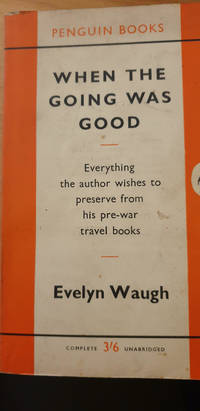 PENGUIN BOOKS
WHEN THE
GOING WAS
GOOD
Everything
the author wishes to
preserve from
his pre-war
travel books
Evelyn Waugh
COMPLETE 3/6 UNABRIDGED